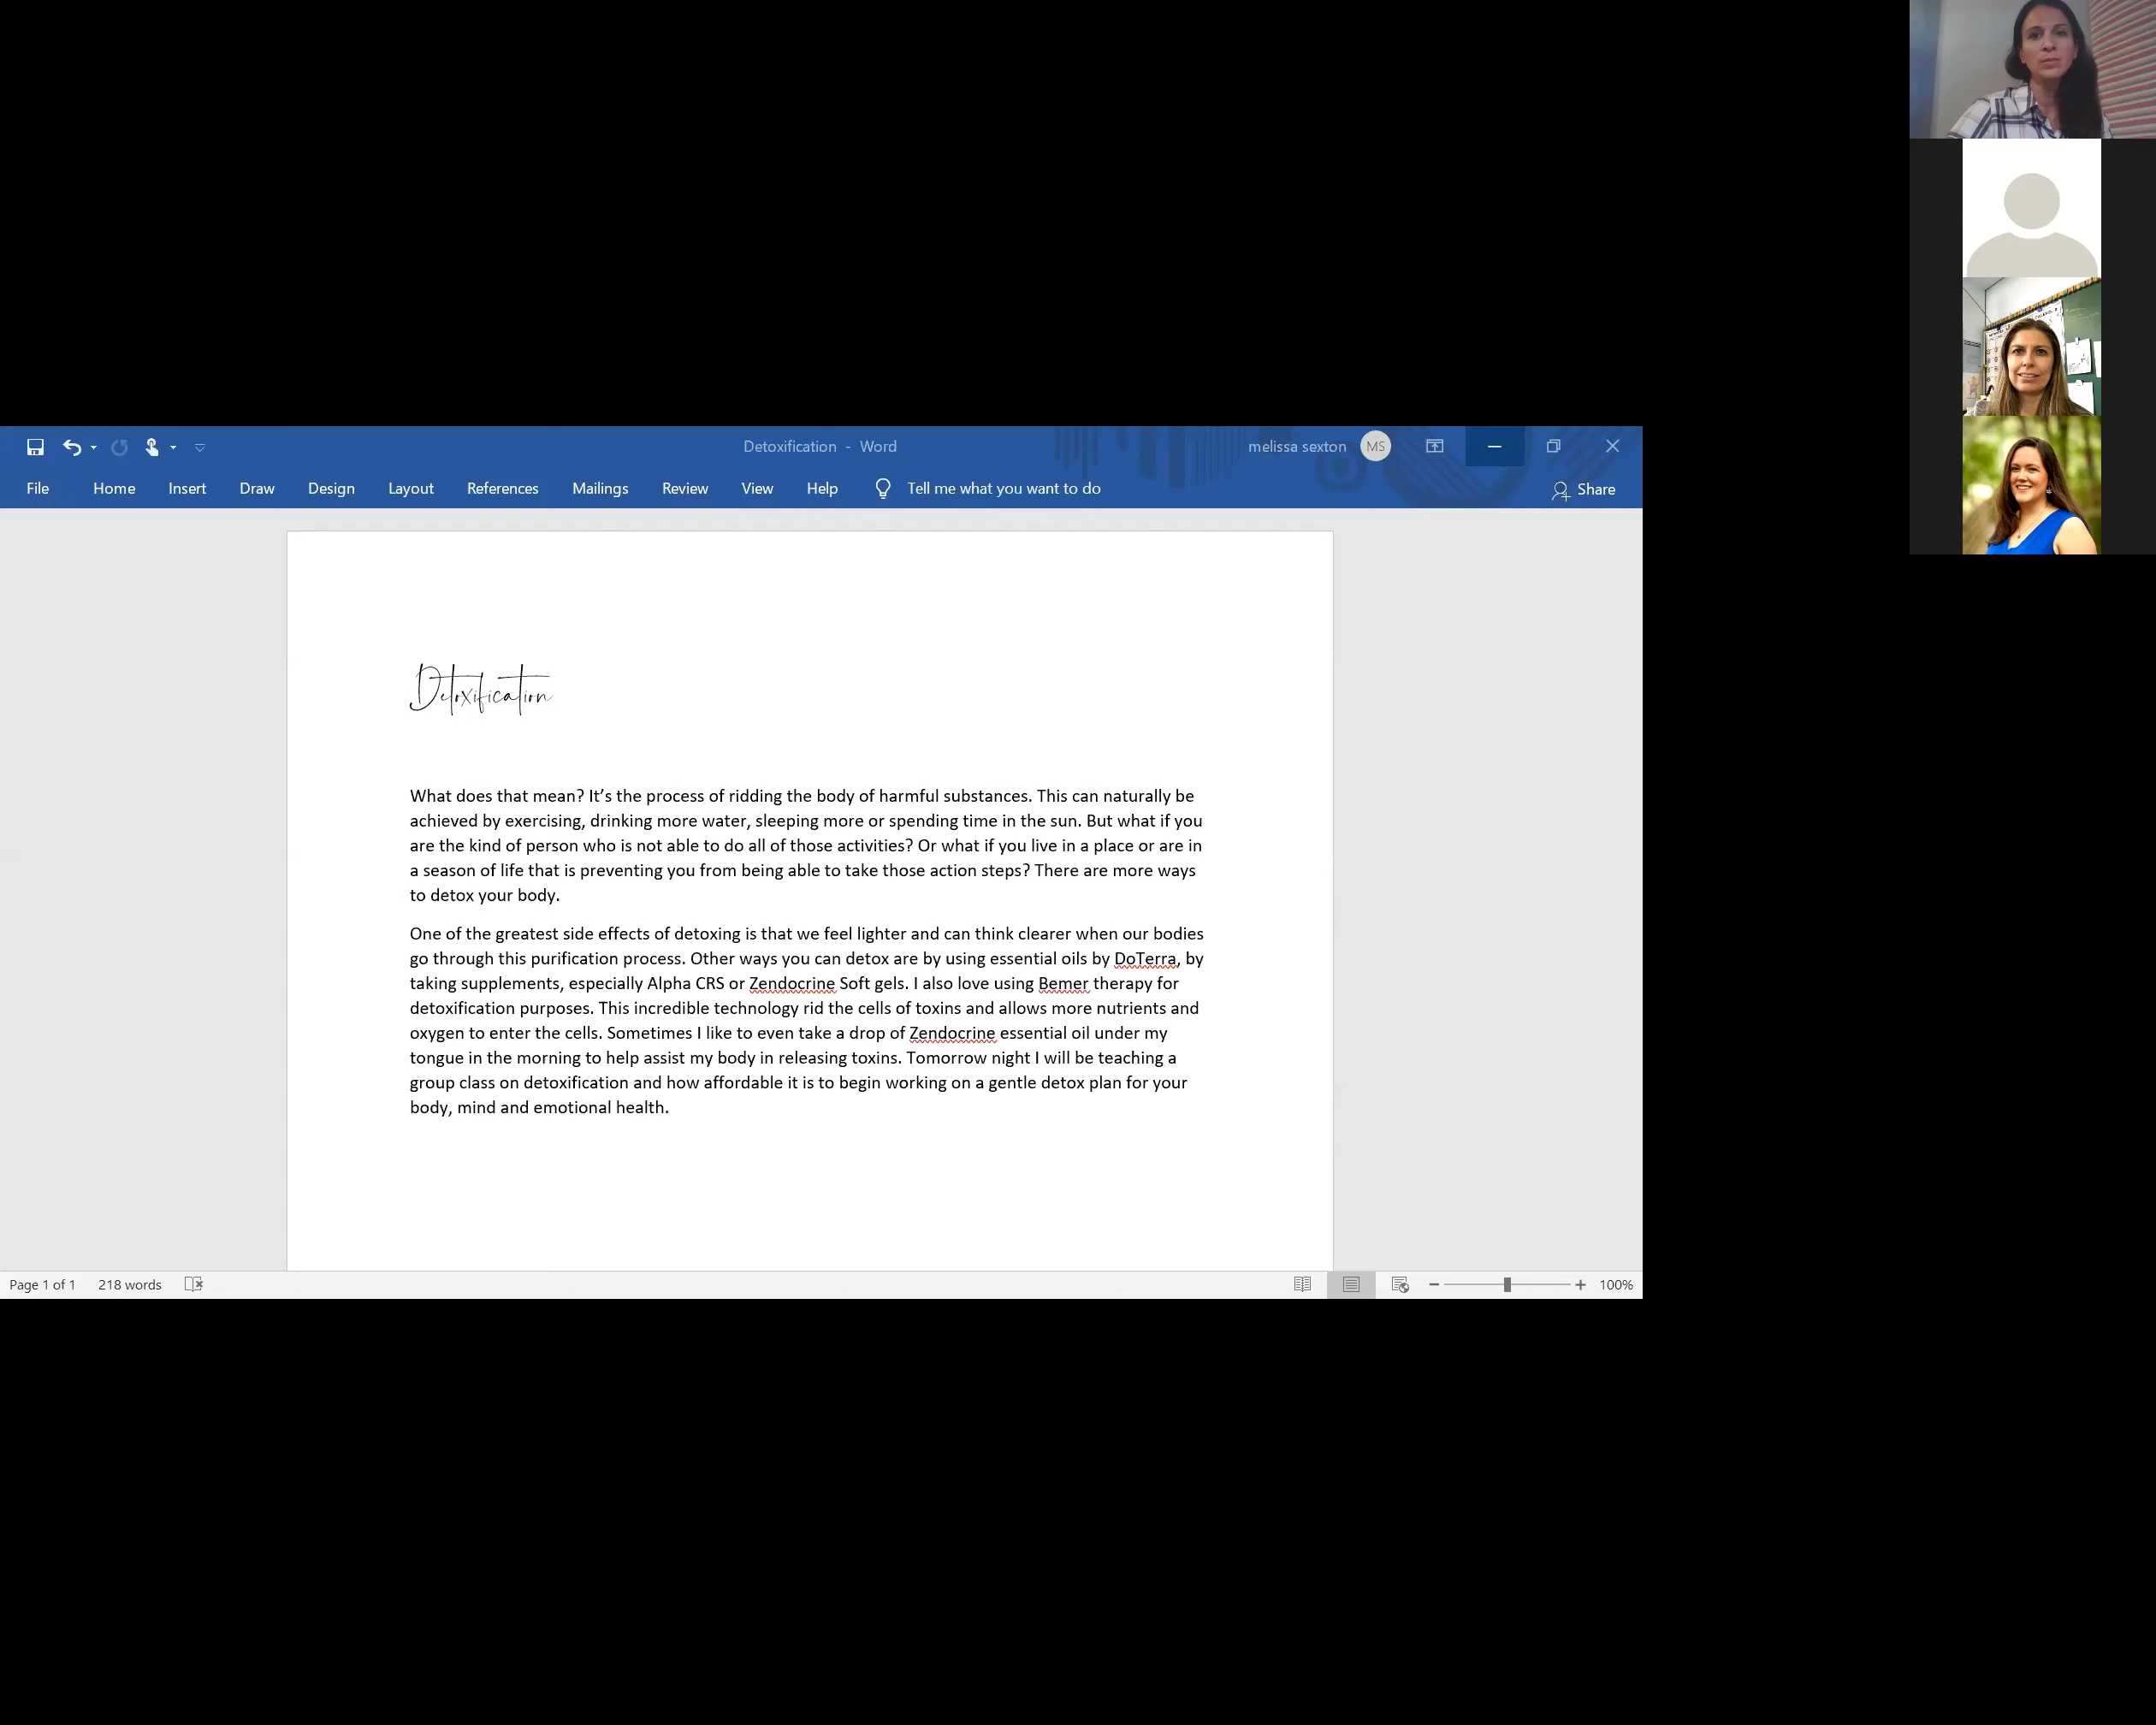 Detoxification - Word
melissa sexton MS
File Home Insert Draw Design Layout References Mailings Review View Help Tell me what you want to do Share
Detoxification
What does that mean? It’s the process of ridding the body of harmful substances. This can naturally be
achieved by exercising, drinking more water, sleeping more or spending time in the sun. But what if you
are the kind of person who is not able to do all of those activities? Or what if you live in a place or are in
a season of life that is preventing you from being able to take those action steps? There are more ways
to detox your body.
One of the greatest side effects of detoxing is that we feel lighter and can think clearer when our bodies
go through this purification process. Other ways you can detox are by using essential oils by DoTerra, by
taking supplements, especially Alpha CRS or Zendocrine Soft gels. I also love using Bemer therapy for
detoxification purposes. This incredible technology rid the cells of toxins and allows more nutrients and
oxygen to enter the cells. Sometimes I like to even take a drop of Zendocrine essential oil under my
tongue in the morning to help assist my body in releasing toxins. Tomorrow night I will be teaching a
group class on detoxification and how affordable it is to begin working on a gentle detox plan for your
body, mind and emotional health.
Page 1 of 1 218 words 100%